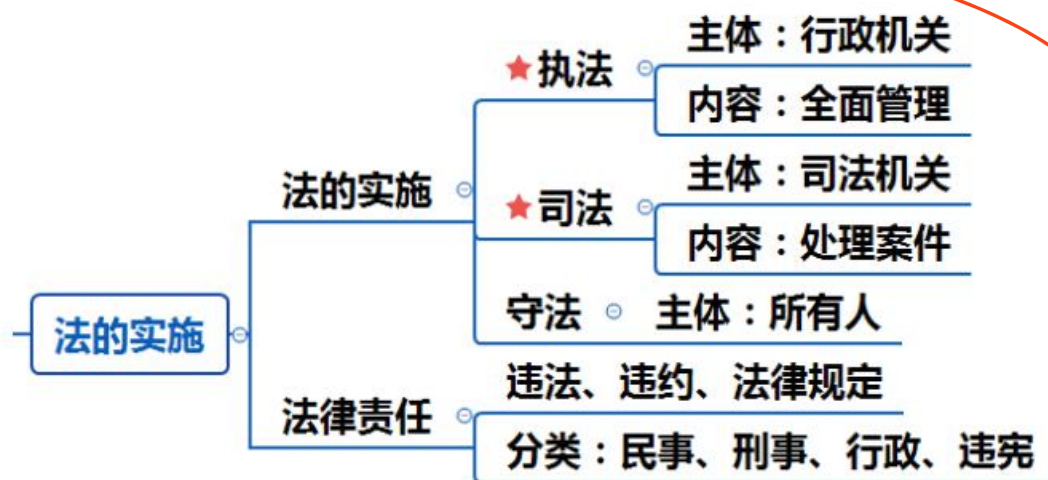 法的实施
法的实施
★执法
主体：行政机关
内容：全面管理
★司法
主体：司法机关
内容：处理案件
守法
主体：所有人
法律责任
违法、违约、法律规定
分类：民事、刑事、行政、违宪